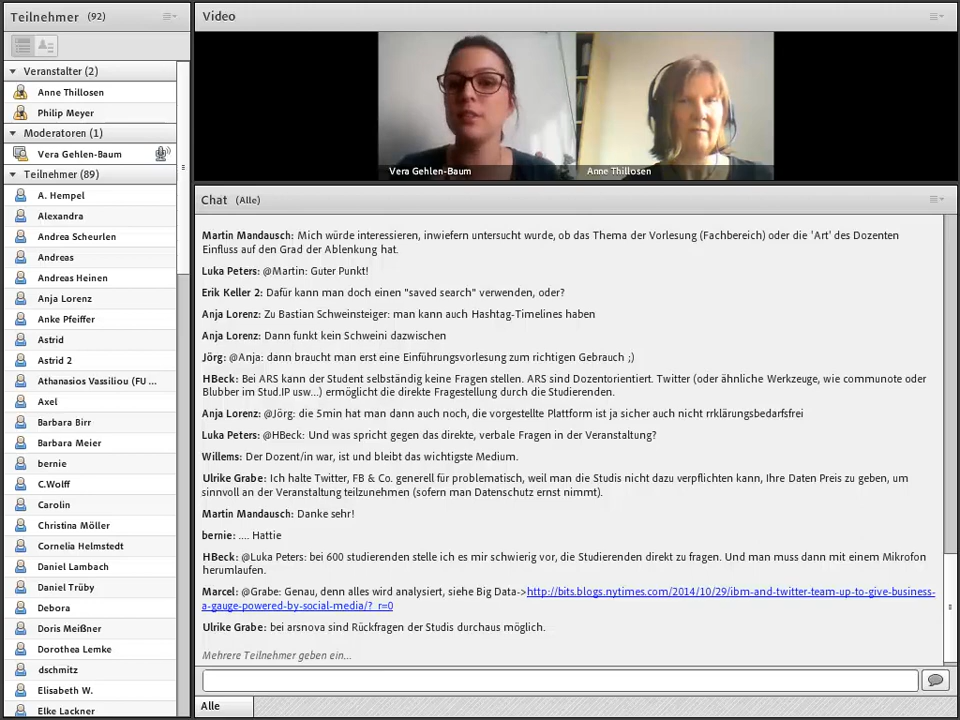 Teilnehmer (92)
Veranstalter (2)
Anne Thillosen
Philip Meyer
Moderatoren (1)
Vera Gehlen-Baum
Teilnehmer (89)
A. Hempel
Alexandra
Andrea Scheurlen
Andreas
Andreas Heinen
Anja Lorenz
Anke Pfeiffer
Astrid
Astrid 2
Athanasios Vassiliou (FU ...
Axel
Barbara Birr
Barbara Meier
bernie
C.Wolff
Carolin
Christina Möller
Cornelia Helmstedt
Daniel Lambach
Daniel Trüby
Debora
Doris Meißner
Dorothea Lemke
dschmitz
Elisabeth W.
Elke Lackner
Video
Vera Gehlen-Baum
Anne Thillosen
Chat (Alle)
Martin Mandausch: Mich würde interessieren, inwiefern untersucht wurde, ob das Thema der Vorlesung (Fachbereich) oder die 'Art' des Dozenten
Einfluss auf den Grad der Ablenkung hat.
Luka Peters: @Martin: Guter Punkt!
Erik Keller 2: Dafür kann man doch einen "saved search" verwenden, oder?
Anja Lorenz: Zu Bastian Schweinsteiger: man kann auch Hashtag-Timelines haben
Anja Lorenz: Dann funkt kein Schweini dazwischen
Jörg: @Anja: dann braucht man erst eine Einführungsvorlesung zum richtigen Gebrauch ;)
HBeck: Bei ARS kann der Student selbständig keine Fragen stellen. ARS sind Dozentorientiert. Twitter (oder ähnliche Werkzeuge, wie communote oder
Blubber im Stud.IP usw...) ermöglicht die direkte Fragestellung durch die Studierenden.
Anja Lorenz: @Jörg: die 5min hat man dann auch noch, die vorgestellte Plattform ist ja sicher auch nicht rrklärungsbedarfsfrei
Luka Peters: @HBeck: Und was spricht gegen das direkte, verbale Fragen in der Veranstaltung?
Willems: Der Dozent/in war, ist und bleibt das wichtigste Medium.
Ulrike Grabe: Ich halte Twitter, FB & Co. generell für problematisch, weil man die Studis nicht dazu verpflichten kann, Ihre Daten Preis zu geben, um
sinnvoll an der Veranstaltung teilzunehmen (sofern man Datenschutz ernst nimmt).
Martin Mandausch: Danke sehr!
bernie: .... Hattie
HBeck: @Luka Peters: bei 600 studierenden stelle ich es mir schwierig vor, die Studierenden direkt zu fragen. Und man muss dann mit einem Mikrofon
herumlaufen.
Marcel: @Grabe: Genau, denn alles wird analysiert, siehe Big Data->http://bits.blogs.nytimes.com/2014/10/29/ibm-and-twitter-team-up-to-give-business-
a-gauge-powered-by-social-media/?_r=0
Ulrike Grabe: bei arsnova sind Rückfragen der Studis durchaus möglich.
Mehrere Teilnehmer geben ein...
Alle